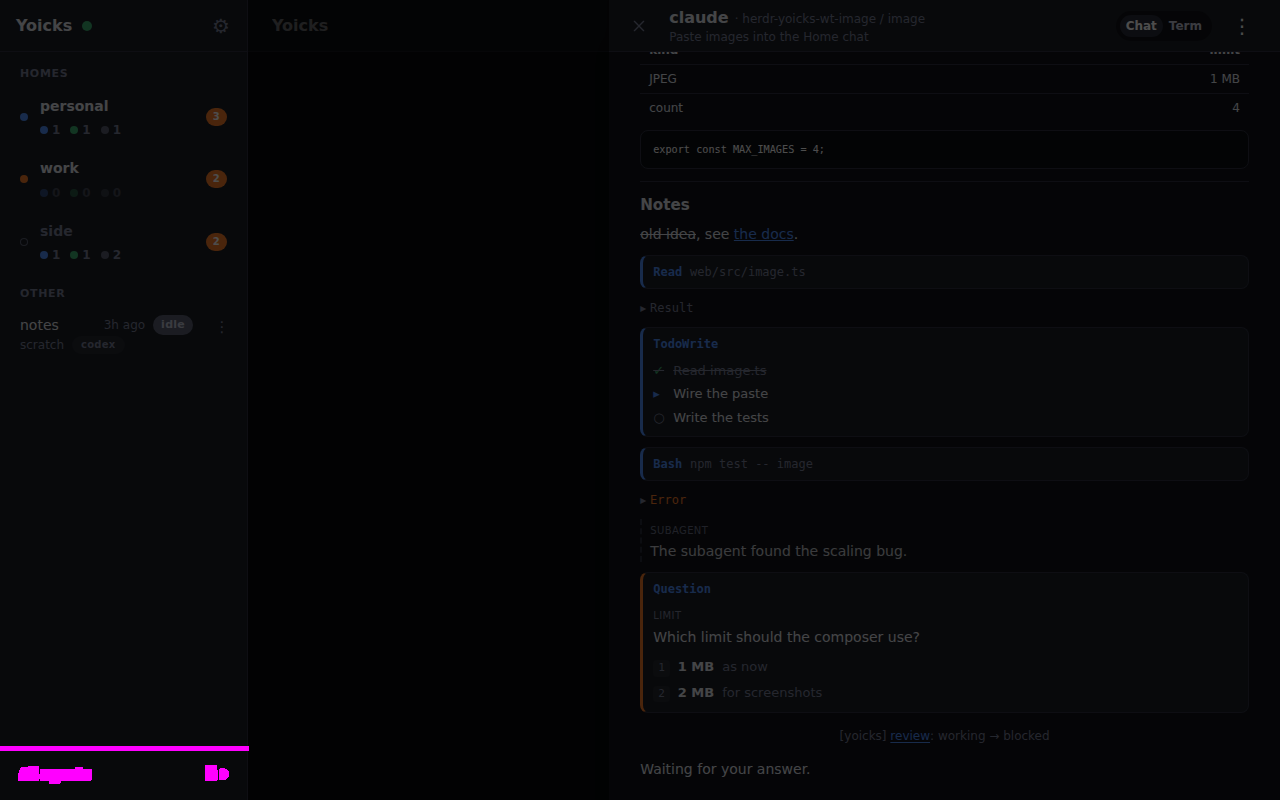 Yoicks
HOMES
personal
3
1 1 1
work
2
0 0 0
side
2
1 1 2
OTHER
notes 3h ago idle
scratch codex
Yoicks
claude · herdr-yoicks-wt-image / image
Paste images into the Home chat
Chat Term
JPEG 1 MB
count 4
export const MAX_IMAGES = 4;
Notes
old idea, see the docs.
Read web/src/image.ts
Result
TodoWrite
Read image.ts
Wire the paste
Write the tests
Bash npm test -- image
Error
SUBAGENT
The subagent found the scaling bug.
Question
LIMIT
Which limit should the composer use?
1 1 MB as now
2 2 MB for screenshots
[yoicks] review: working → blocked
Waiting for your answer.